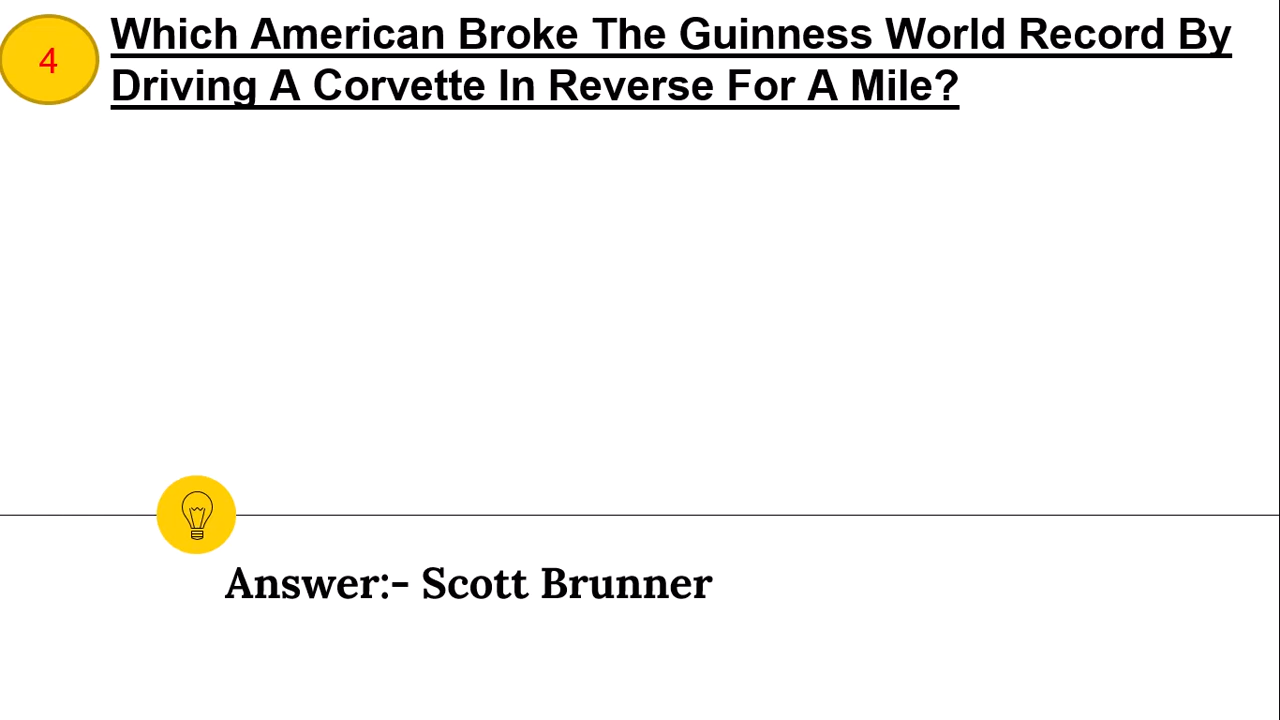 4
Which American Broke The Guinness World Record By
Driving A Corvette In Reverse For A Mile?
Answer:- Scott Brunner